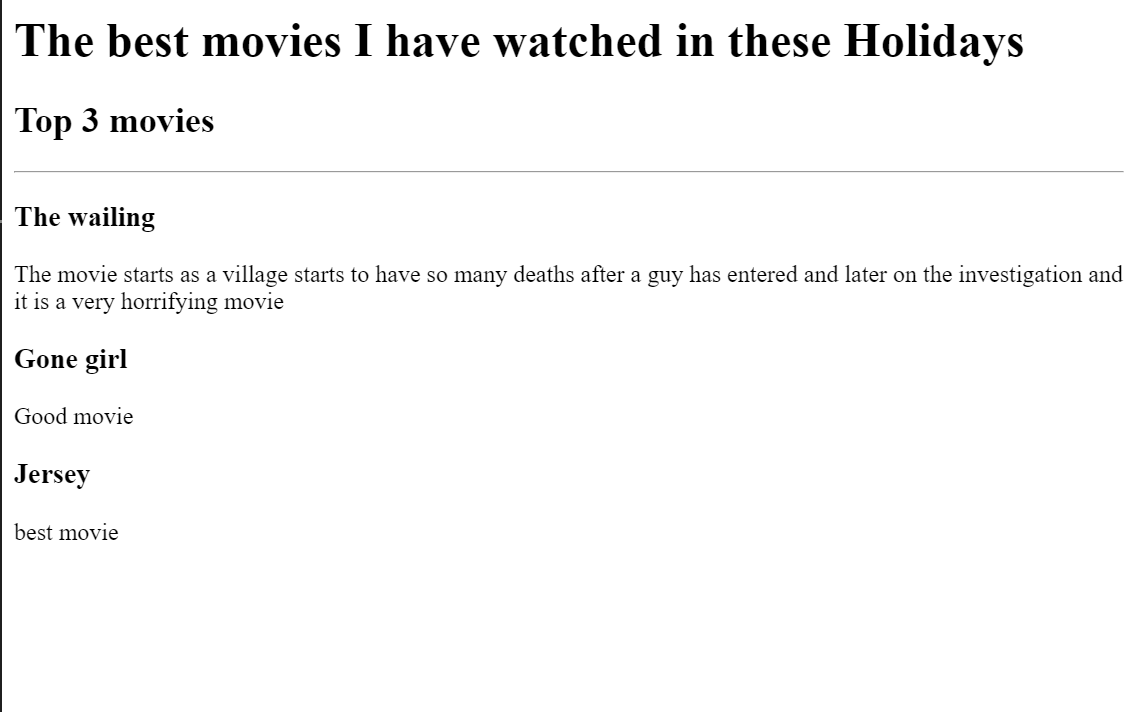 The best movies I have watched in these Holidays
Top 3 movies
The wailing
The movie starts as a village starts to have so many deaths after a guy has entered and later on the investigation and
it is a very horrifying movie
Gone girl
Good movie
Jersey
best movie